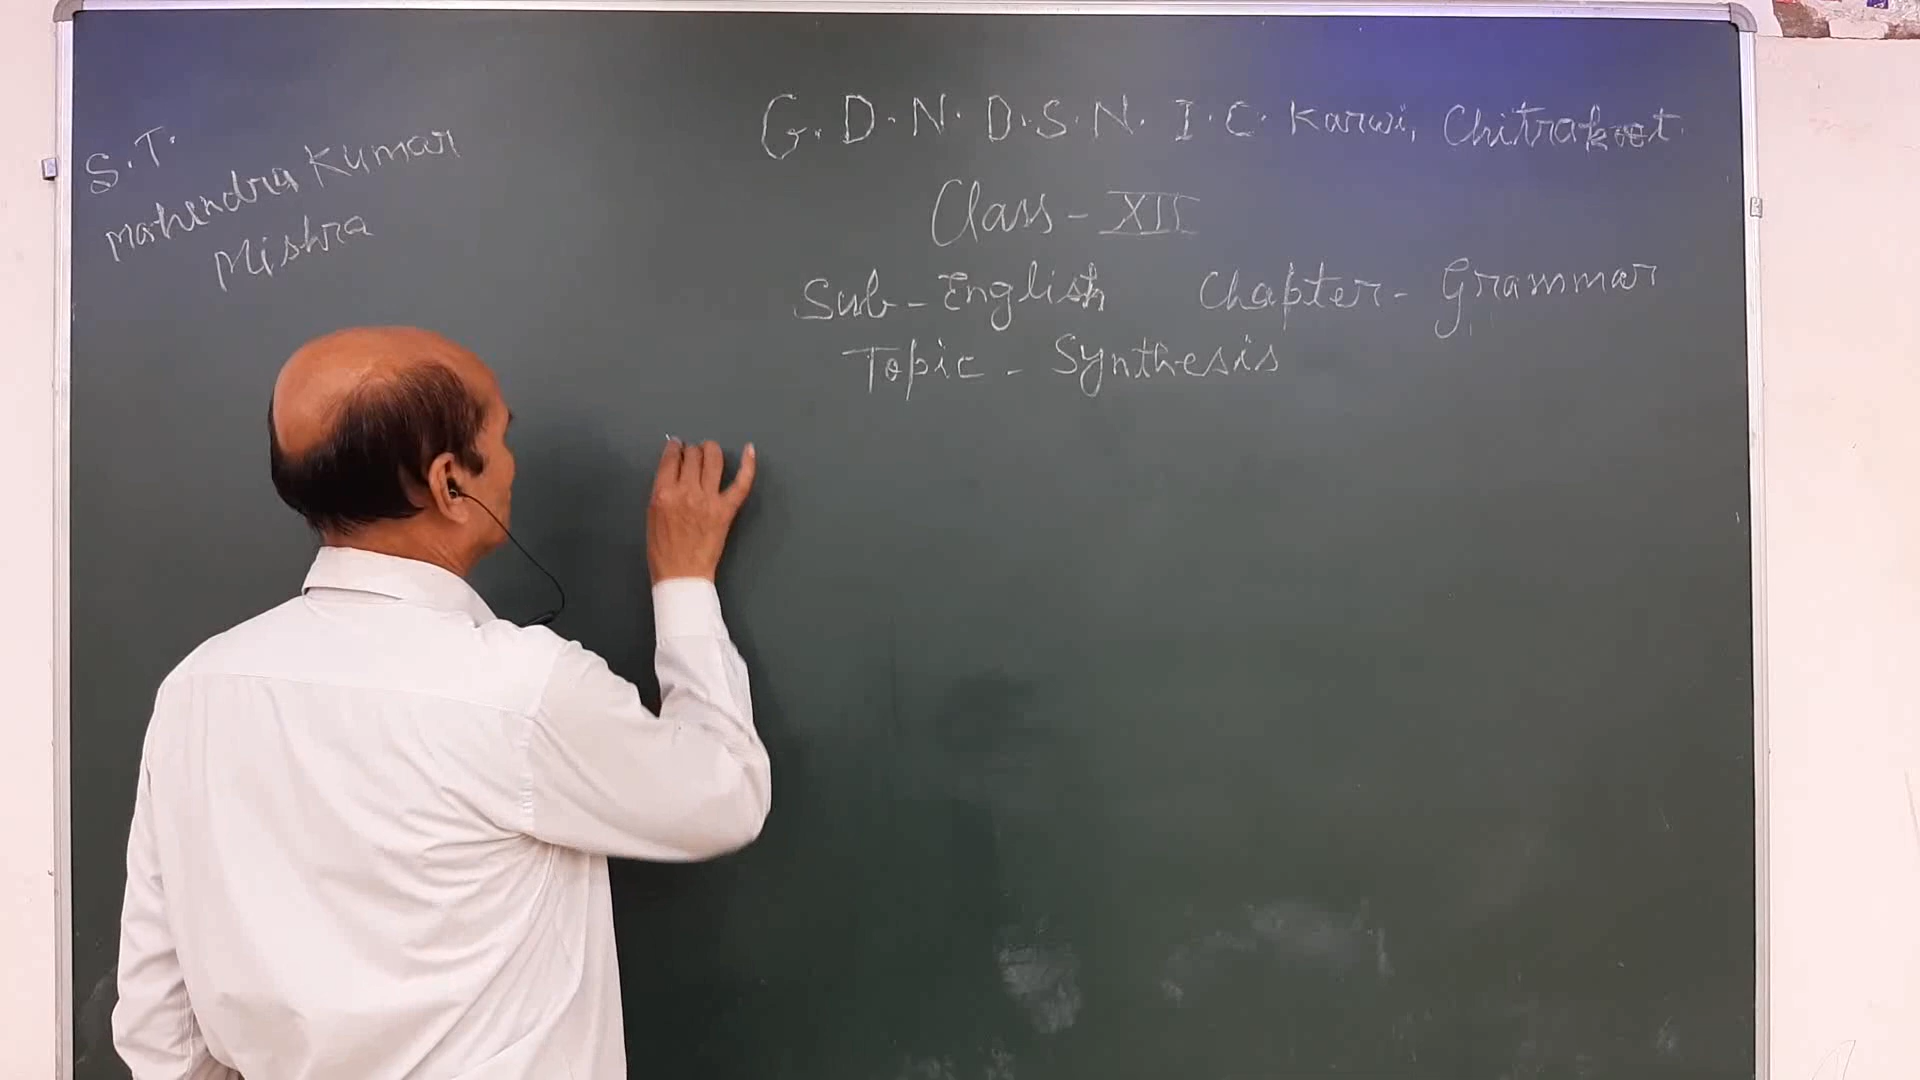 S.T.
Mahendra Kumar
Mishra
G.D.N.D.S.N.I.C. Karwi, Chitrakoot.
Class - XII
Sub - English Chapter - Grammar
Topic - Synthesis